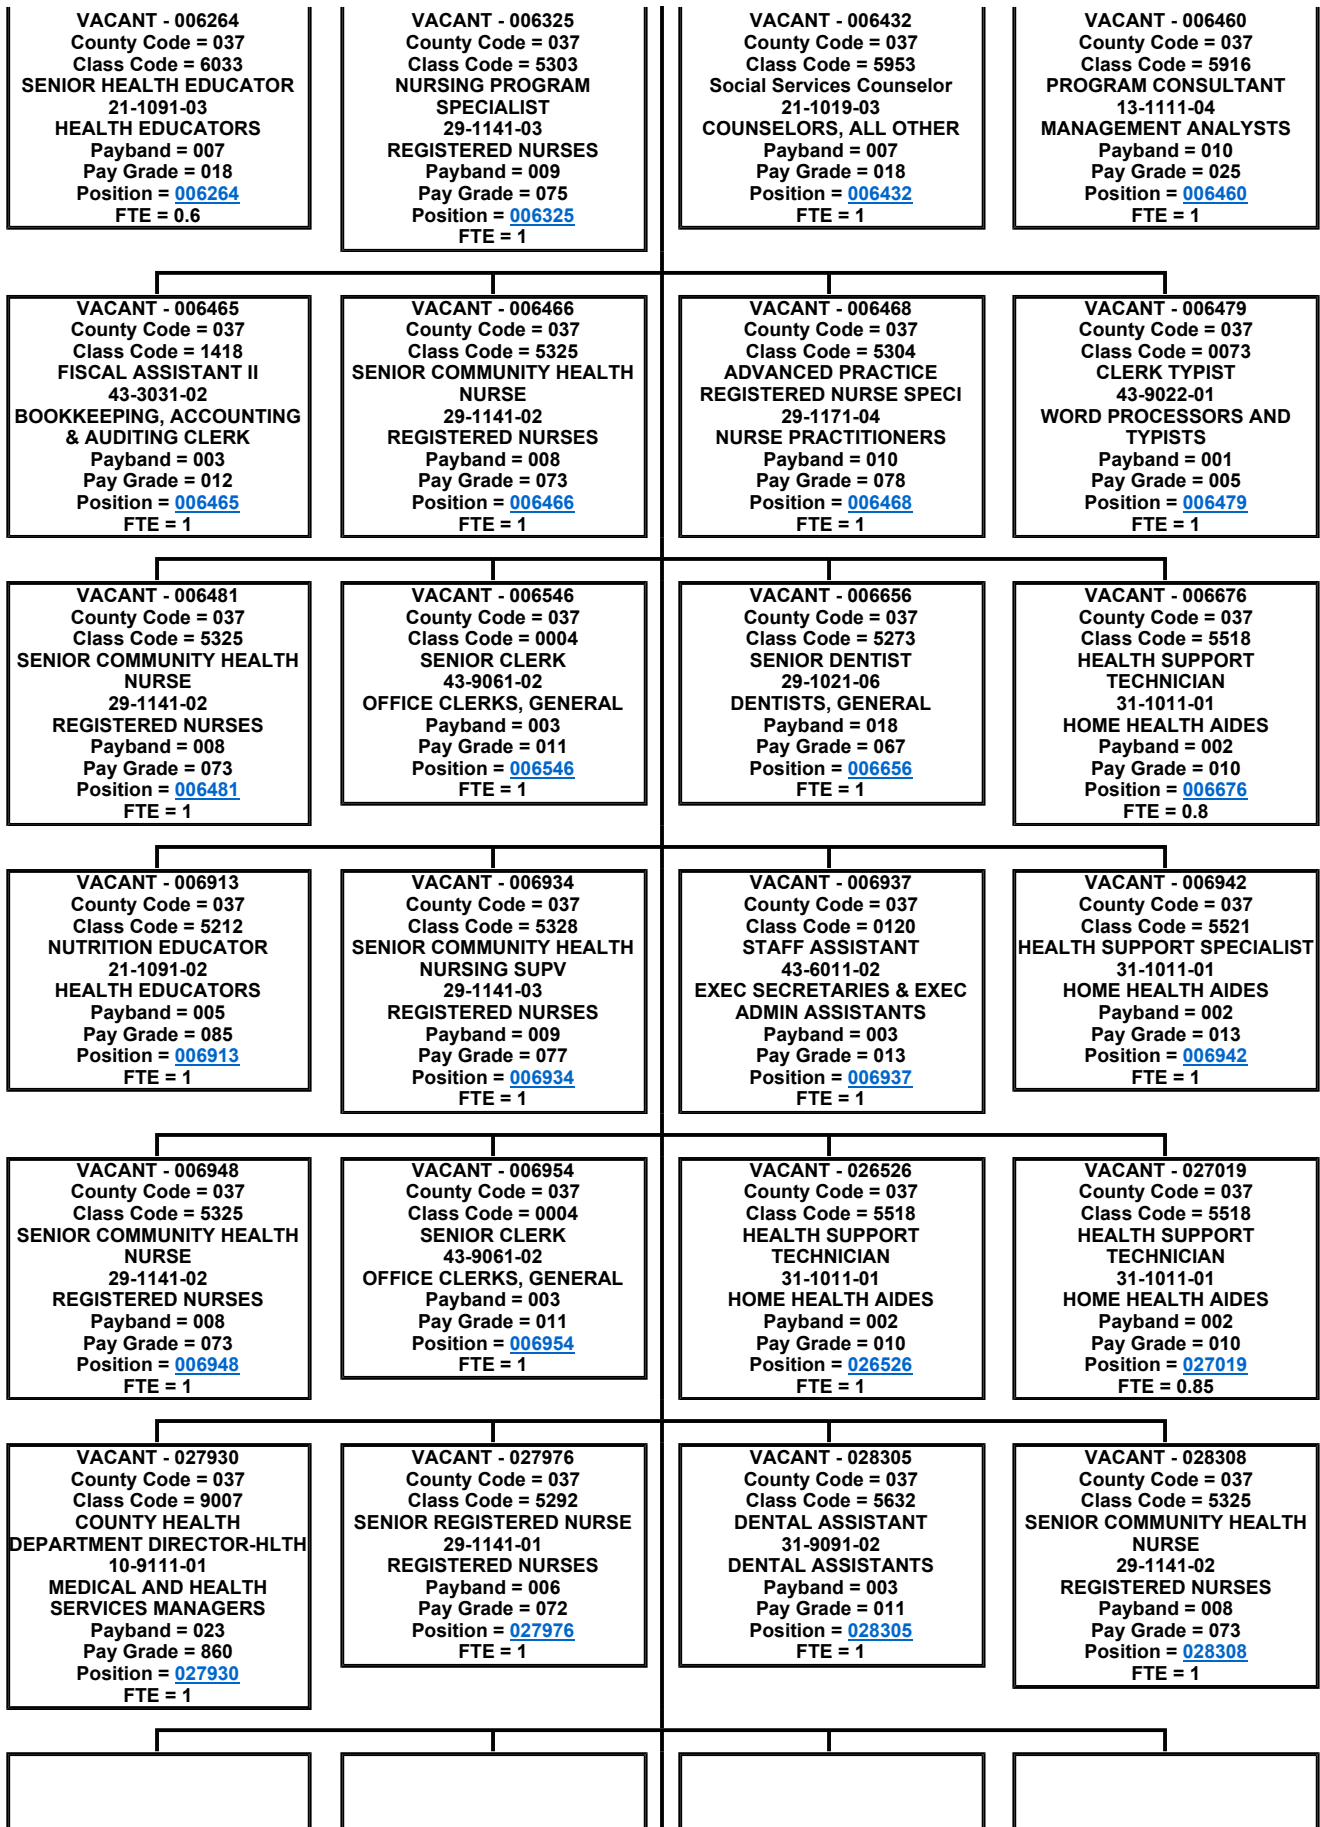 VACANT - 006264
County Code = 037
Class Code = 6033
SENIOR HEALTH EDUCATOR
21-1091-03
HEALTH EDUCATORS
Payband = 007
Pay Grade = 018
Position = 006264
FTE = 0.6
VACANT - 006325
County Code = 037
Class Code = 5303
NURSING PROGRAM
SPECIALIST
29-1141-03
REGISTERED NURSES
Payband = 009
Pay Grade = 075
Position = 006325
FTE = 1
VACANT - 006432
County Code = 037
Class Code = 5953
Social Services Counselor
21-1019-03
COUNSELORS, ALL OTHER
Payband = 007
Pay Grade = 018
Position = 006432
FTE = 1
VACANT - 006460
County Code = 037
Class Code = 5916
PROGRAM CONSULTANT
13-1111-04
MANAGEMENT ANALYSTS
Payband = 010
Pay Grade = 025
Position = 006460
FTE = 1
VACANT - 006465
County Code = 037
Class Code = 1418
FISCAL ASSISTANT II
43-3031-02
BOOKKEEPING, ACCOUNTING
& AUDITING CLERK
Payband = 003
Pay Grade = 012
Position = 006465
FTE = 1
VACANT - 006466
County Code = 037
Class Code = 5325
SENIOR COMMUNITY HEALTH
NURSE
29-1141-02
REGISTERED NURSES
Payband = 008
Pay Grade = 073
Position = 006466
FTE = 1
VACANT - 006468
County Code = 037
Class Code = 5304
ADVANCED PRACTICE
REGISTERED NURSE SPECI
29-1171-04
NURSE PRACTITIONERS
Payband = 010
Pay Grade = 078
Position = 006468
FTE = 1
VACANT - 006479
County Code = 037
Class Code = 0073
CLERK TYPIST
43-9022-01
WORD PROCESSORS AND
TYPISTS
Payband = 001
Pay Grade = 005
Position = 006479
FTE = 1
VACANT - 006481
County Code = 037
Class Code = 5325
SENIOR COMMUNITY HEALTH
NURSE
29-1141-02
REGISTERED NURSES
Payband = 008
Pay Grade = 073
Position = 006481
FTE = 1
VACANT - 006546
County Code = 037
Class Code = 0004
SENIOR CLERK
43-9061-02
OFFICE CLERKS, GENERAL
Payband = 003
Pay Grade = 011
Position = 006546
FTE = 1
VACANT - 006656
County Code = 037
Class Code = 5273
SENIOR DENTIST
29-1021-06
DENTISTS, GENERAL
Payband = 018
Pay Grade = 067
Position = 006656
FTE = 1
VACANT - 006676
County Code = 037
Class Code = 5518
HEALTH SUPPORT
TECHNICIAN
31-1011-01
HOME HEALTH AIDES
Payband = 002
Pay Grade = 010
Position = 006676
FTE = 0.8
VACANT - 006913
County Code = 037
Class Code = 5212
NUTRITION EDUCATOR
21-1091-02
HEALTH EDUCATORS
Payband = 005
Pay Grade = 085
Position = 006913
FTE = 1
VACANT - 006934
County Code = 037
Class Code = 5328
SENIOR COMMUNITY HEALTH
NURSING SUPV
29-1141-03
REGISTERED NURSES
Payband = 009
Pay Grade = 077
Position = 006934
FTE = 1
VACANT - 006937
County Code = 037
Class Code = 0120
STAFF ASSISTANT
43-6011-02
EXEC SECRETARIES & EXEC
ADMIN ASSISTANTS
Payband = 003
Pay Grade = 013
Position = 006937
FTE = 1
VACANT - 006942
County Code = 037
Class Code = 5521
HEALTH SUPPORT SPECIALIST
31-1011-01
HOME HEALTH AIDES
Payband = 002
Pay Grade = 013
Position = 006942
FTE = 1
VACANT - 006948
County Code = 037
Class Code = 5325
SENIOR COMMUNITY HEALTH
NURSE
29-1141-02
REGISTERED NURSES
Payband = 008
Pay Grade = 073
Position = 006948
FTE = 1
VACANT - 006954
County Code = 037
Class Code = 0004
SENIOR CLERK
43-9061-02
OFFICE CLERKS, GENERAL
Payband = 003
Pay Grade = 011
Position = 006954
FTE = 1
VACANT - 026526
County Code = 037
Class Code = 5518
HEALTH SUPPORT
TECHNICIAN
31-1011-01
HOME HEALTH AIDES
Payband = 002
Pay Grade = 010
Position = 026526
FTE = 1
VACANT - 027019
County Code = 037
Class Code = 5518
HEALTH SUPPORT
TECHNICIAN
31-1011-01
HOME HEALTH AIDES
Payband = 002
Pay Grade = 010
Position = 027019
FTE = 0.85
VACANT - 027930
County Code = 037
Class Code = 9007
COUNTY HEALTH
DEPARTMENT DIRECTOR-HLTH
10-9111-01
MEDICAL AND HEALTH
SERVICES MANAGERS
Payband = 023
Pay Grade = 860
Position = 027930
FTE = 1
VACANT - 027976
County Code = 037
Class Code = 5292
SENIOR REGISTERED NURSE
29-1141-01
REGISTERED NURSES
Payband = 006
Pay Grade = 072
Position = 027976
FTE = 1
VACANT - 028305
County Code = 037
Class Code = 5632
DENTAL ASSISTANT
31-9091-02
DENTAL ASSISTANTS
Payband = 003
Pay Grade = 011
Position = 028305
FTE = 1
VACANT - 028308
County Code = 037
Class Code = 5325
SENIOR COMMUNITY HEALTH
NURSE
29-1141-02
REGISTERED NURSES
Payband = 008
Pay Grade = 073
Position = 028308
FTE = 1